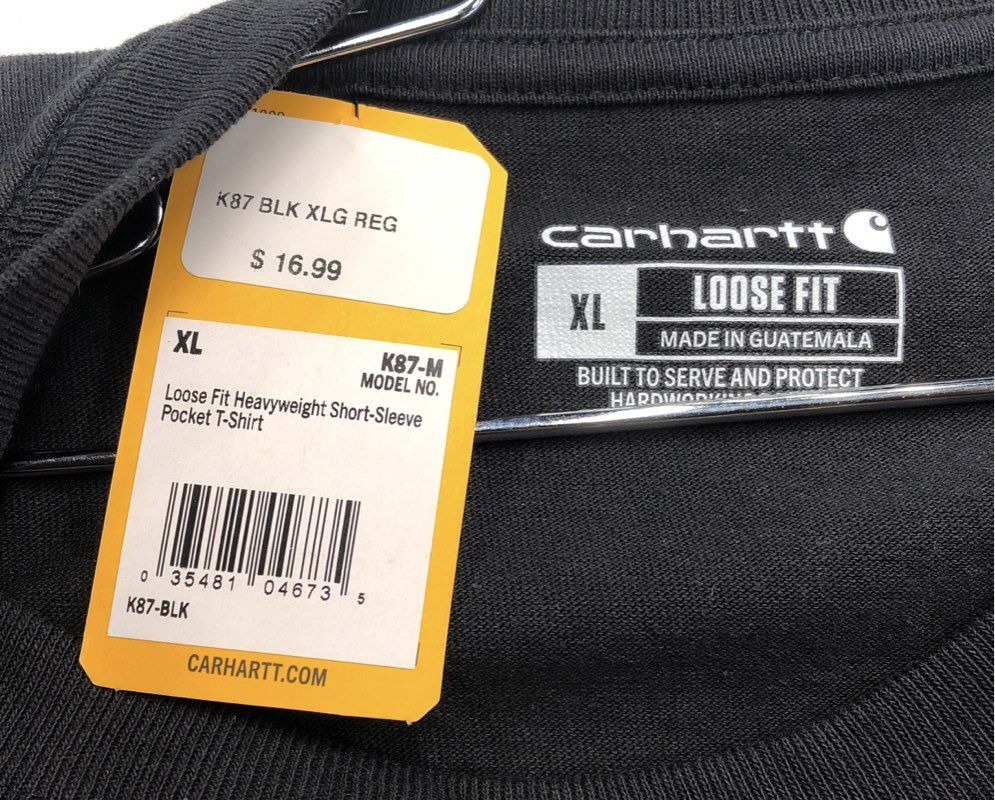 K87 BLK XLG REG
$ 16.99
XL
K87-M
MODEL NO.
Loose Fit Heavyweight Short-Sleeve
Pocket T-Shirt
0 35481 04673 5
K87-BLK
CARHARTT.COM
carhartt
XL
LOOSE FIT
MADE IN GUATEMALA
BUILT TO SERVE AND PROTECT